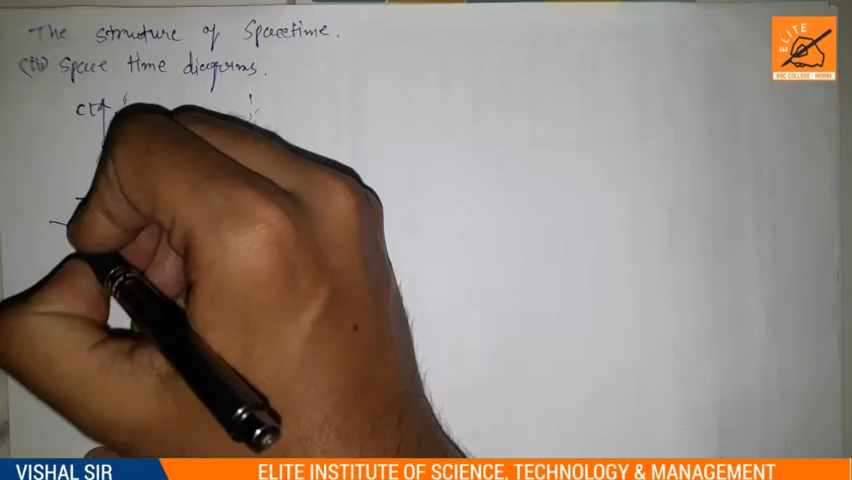 The structure of Spacetime.
(iv) Space time diagrams.
ct
ELITE
BSC COLLEGE - MORBI
VISHAL SIR
ELITE INSTITUTE OF SCIENCE, TECHNOLOGY & MANAGEMENT